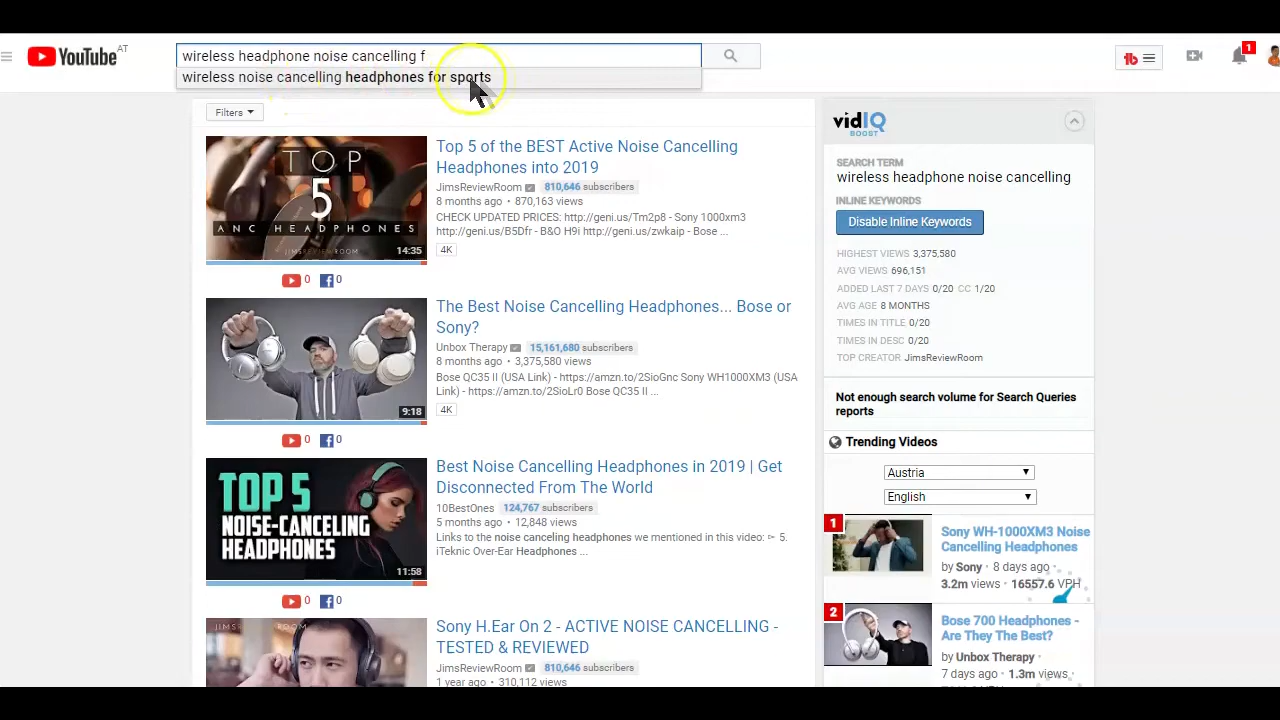 YouTube AT
wireless headphone noise cancelling f
1
wireless noise cancelling headphones for sports
Filters
TOP
5
ANC HEADPHONES
JIMSREVIEWROOM
14:35
Top 5 of the BEST Active Noise Cancelling
Headphones into 2019
JimsReviewRoom 810,646 subscribers
8 months ago • 870,163 views
CHECK UPDATED PRICES: http://geni.us/Tm2p8 - Sony 1000xm3
http://geni.us/B5Dfr - B&O H9i http://geni.us/zwkaip - Bose ...
4K
0 0
9:18
The Best Noise Cancelling Headphones... Bose or
Sony?
Unbox Therapy 15,161,680 subscribers
8 months ago • 3,375,580 views
Bose QC35 II (USA Link) - https://amzn.to/2SioGnc Sony WH1000XM3 (USA
Link) - https://amzn.to/2SioLr0 Bose QC35 II ...
4K
0 0
TOP 5
NOISE-CANCELING
HEADPHONES
11:58
Best Noise Cancelling Headphones in 2019 | Get
Disconnected From The World
10BestOnes 124,767 subscribers
5 months ago • 12,848 views
Links to the noise canceling headphones we mentioned in this video: ➳ 5.
iTeknic Over-Ear Headphones ...
0 0
Sony H.Ear On 2 - ACTIVE NOISE CANCELLING -
TESTED & REVIEWED
JimsReviewRoom 810,646 subscribers
1 year ago • 310,112 views
vidIQ
BOOST
SEARCH TERM
wireless headphone noise cancelling
INLINE KEYWORDS
Disable Inline Keywords
HIGHEST VIEWS 3,375,580
AVG VIEWS 696,151
ADDED LAST 7 DAYS 0/20 CC 1/20
AVG AGE 8 MONTHS
TIMES IN TITLE 0/20
TIMES IN DESC 0/20
TOP CREATOR JimsReviewRoom
Not enough search volume for Search Queries
reports
Trending Videos
Austria
English
1
Sony WH-1000XM3 Noise
Cancelling Headphones
by Sony • 8 days ago •
3.2m views • 16557.6 VPH
2
Bose 700 Headphones -
Are They The Best?
by Unbox Therapy •
7 days ago • 1.3m views •